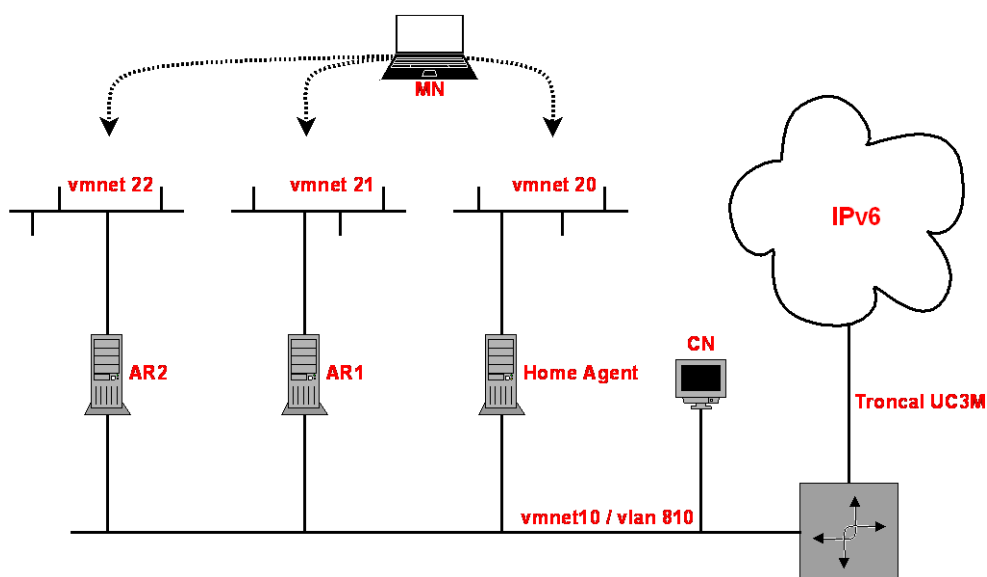 MN
vmnet 22
vmnet 21
vmnet 20
IPv6
AR2
AR1
Home Agent
CN
Troncal UC3M
vmnet10 / vlan 810